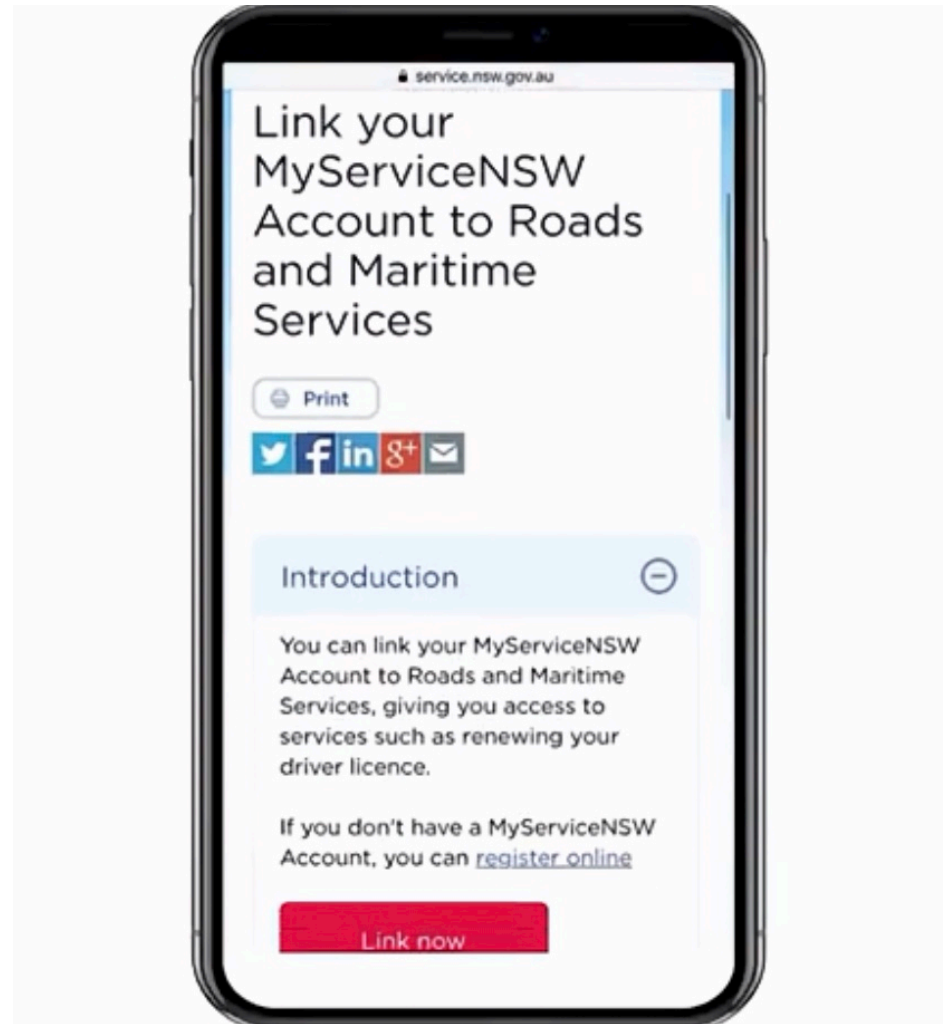 service.nsw.gov.au
Link your
MyServiceNSW
Account to Roads
and Maritime
Services
Print
f in g+
Introduction
You can link your MyServiceNSW
Account to Roads and Maritime
Services, giving you access to
services such as renewing your
driver licence.
If you don't have a MyServiceNSW
Account, you can register online
Link now